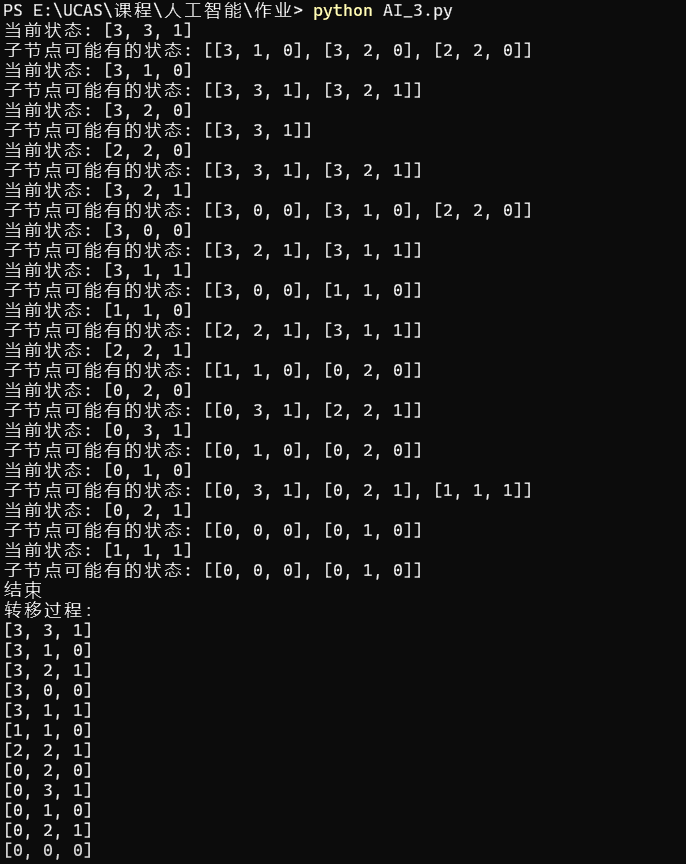 PS E:\UCAS\课程\人工智能\作业> python AI_3.py
当前状态: [3, 3, 1]
子节点可能有的状态: [[3, 1, 0], [3, 2, 0], [2, 2, 0]]
当前状态: [3, 1, 0]
子节点可能有的状态: [[3, 3, 1], [3, 2, 1]]
当前状态: [3, 2, 0]
子节点可能有的状态: [[3, 3, 1]]
当前状态: [2, 2, 0]
子节点可能有的状态: [[3, 3, 1], [3, 2, 1]]
当前状态: [3, 2, 1]
子节点可能有的状态: [[3, 0, 0], [3, 1, 0], [2, 2, 0]]
当前状态: [3, 0, 0]
子节点可能有的状态: [[3, 2, 1], [3, 1, 1]]
当前状态: [3, 1, 1]
子节点可能有的状态: [[3, 0, 0], [1, 1, 0]]
当前状态: [1, 1, 0]
子节点可能有的状态: [[2, 2, 1], [3, 1, 1]]
当前状态: [2, 2, 1]
子节点可能有的状态: [[1, 1, 0], [0, 2, 0]]
当前状态: [0, 2, 0]
子节点可能有的状态: [[0, 3, 1], [2, 2, 1]]
当前状态: [0, 3, 1]
子节点可能有的状态: [[0, 1, 0], [0, 2, 0]]
当前状态: [0, 1, 0]
子节点可能有的状态: [[0, 3, 1], [0, 2, 1], [1, 1, 1]]
当前状态: [0, 2, 1]
子节点可能有的状态: [[0, 0, 0], [0, 1, 0]]
当前状态: [1, 1, 1]
子节点可能有的状态: [[0, 0, 0], [0, 1, 0]]
结束
转移过程:
[3, 3, 1]
[3, 1, 0]
[3, 2, 1]
[3, 0, 0]
[3, 1, 1]
[1, 1, 0]
[2, 2, 1]
[0, 2, 0]
[0, 3, 1]
[0, 1, 0]
[0, 2, 1]
[0, 0, 0]